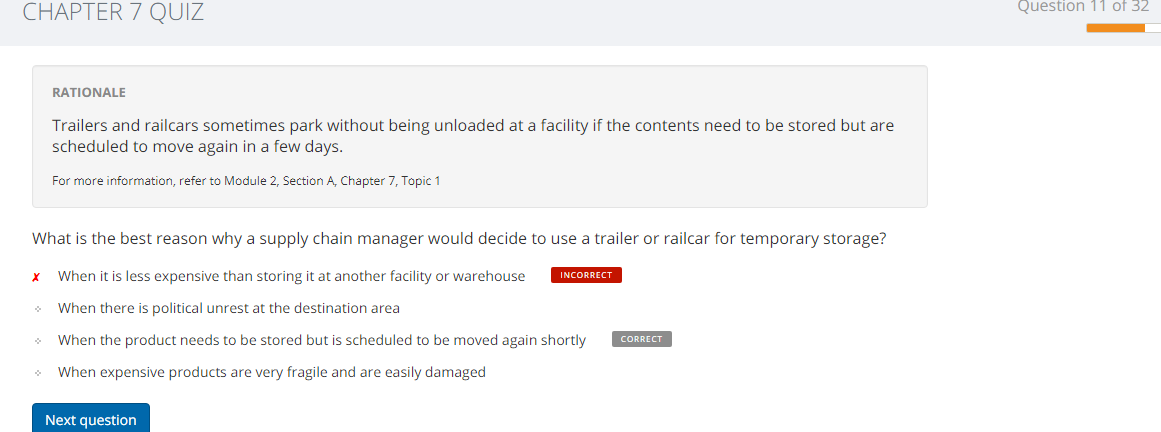 CHAPTER 7 QUIZ
Question 11 of 32
RATIONALE
Trailers and railcars sometimes park without being unloaded at a facility if the contents need to be stored but are
scheduled to move again in a few days.
For more information, refer to Module 2, Section A, Chapter 7, Topic 1
What is the best reason why a supply chain manager would decide to use a trailer or railcar for temporary storage?
✗ When it is less expensive than storing it at another facility or warehouse INCORRECT
When there is political unrest at the destination area
When the product needs to be stored but is scheduled to be moved again shortly CORRECT
When expensive products are very fragile and are easily damaged
Next question